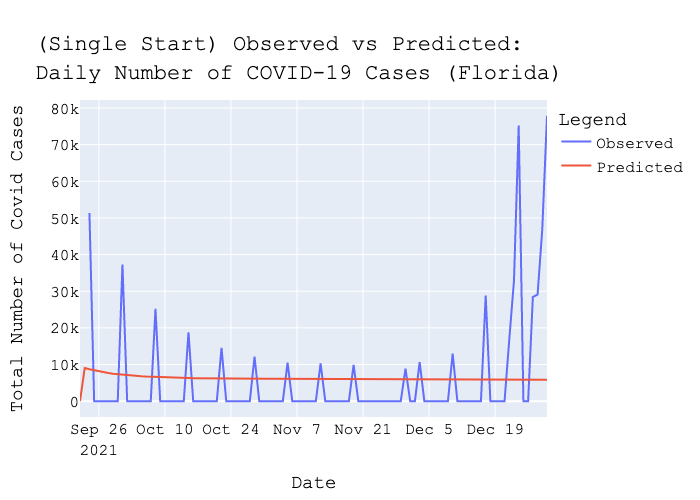 (Single Start) Observed vs Predicted:
Daily Number of COVID-19 Cases (Florida)
Total Number of Covid Cases
80k
70k
60k
50k
40k
30k
20k
10k
0
Legend
Observed
Predicted
Sep 26 Oct 10 Oct 24 Nov 7 Nov 21 Dec 5 Dec 19
2021
Date